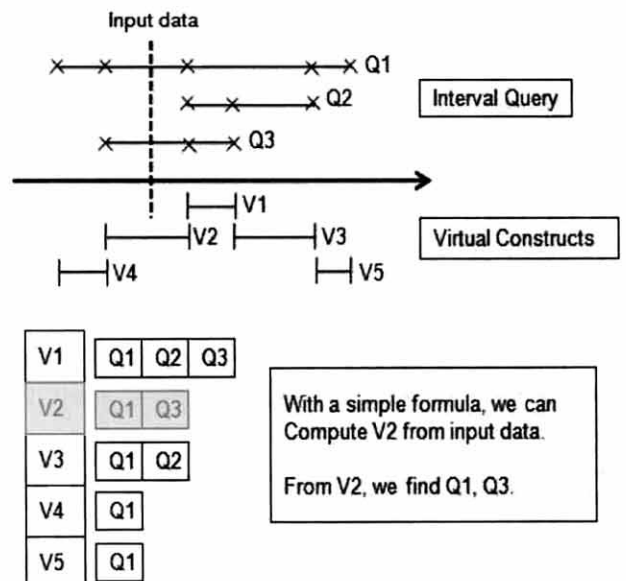 Input data
Q1
Q2
Interval Query
Q3
V1
V2
V3
Virtual Constructs
V4
V5
V1 Q1 Q2 Q3
V2 Q1 Q3
V3 Q1 Q2
V4 Q1
V5 Q1
With a simple formula, we can
Compute V2 from input data.
From V2, we find Q1, Q3.